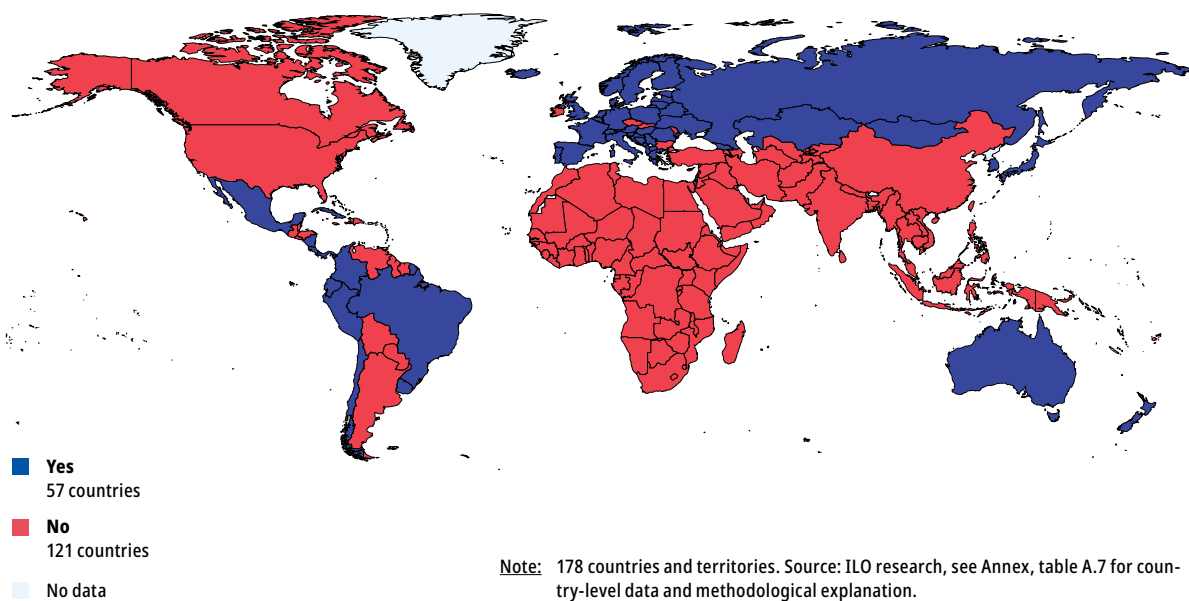 Yes
57 countries
No
121 countries
No data
Note: 178 countries and territories. Source: ILO research, see Annex, table A.7 for coun-
try-level data and methodological explanation.